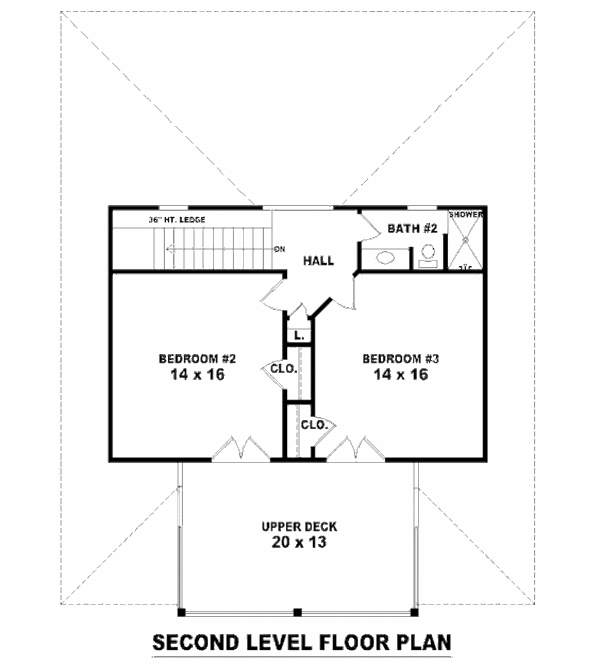 36" HT. LEDGE
SHOWER
BATH #2
DN
HALL
L.
BEDROOM #2
14 x 16
BEDROOM #3
14 x 16
CLO.
CLO.
UPPER DECK
20 x 13
SECOND LEVEL FLOOR PLAN